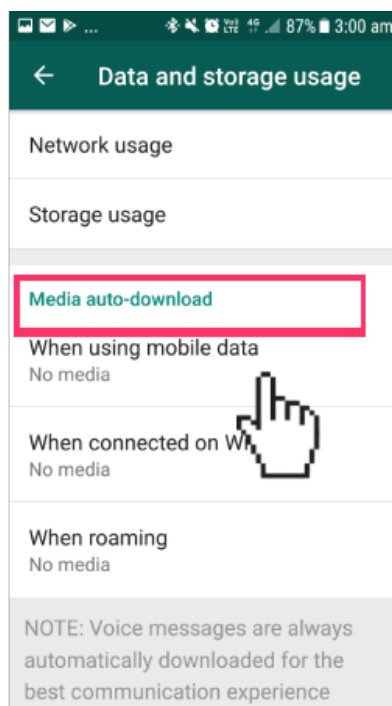 ... VoLTE 4G 87% 3:00 am
Data and storage usage
Network usage
Storage usage
Media auto-download
When using mobile data
No media
When connected on W
No media
When roaming
No media
NOTE: Voice messages are always
automatically downloaded for the
best communication experience